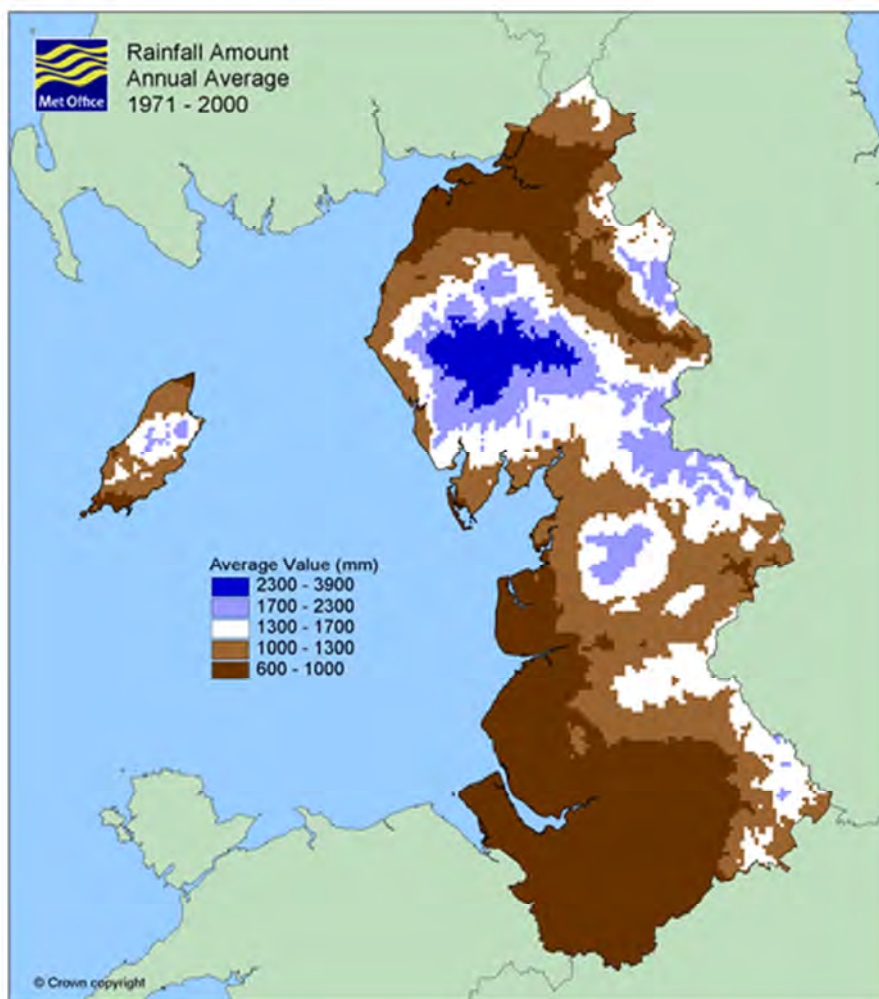 Met Office
Rainfall Amount
Annual Average
1971 - 2000
Average Value (mm)
2300 - 3900
1700 - 2300
1300 - 1700
1000 - 1300
600 - 1000
© Crown copyright